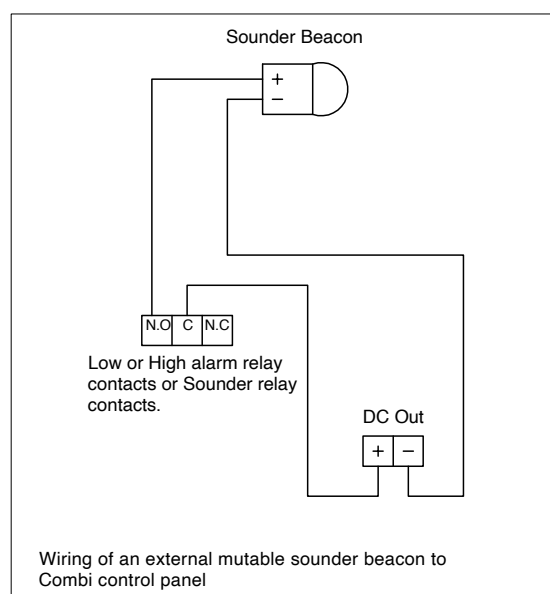 Sounder Beacon
+
−
N.O C N.C
Low or High alarm relay
contacts or Sounder relay
contacts.
DC Out
+ −
Wiring of an external mutable sounder beacon to
Combi control panel